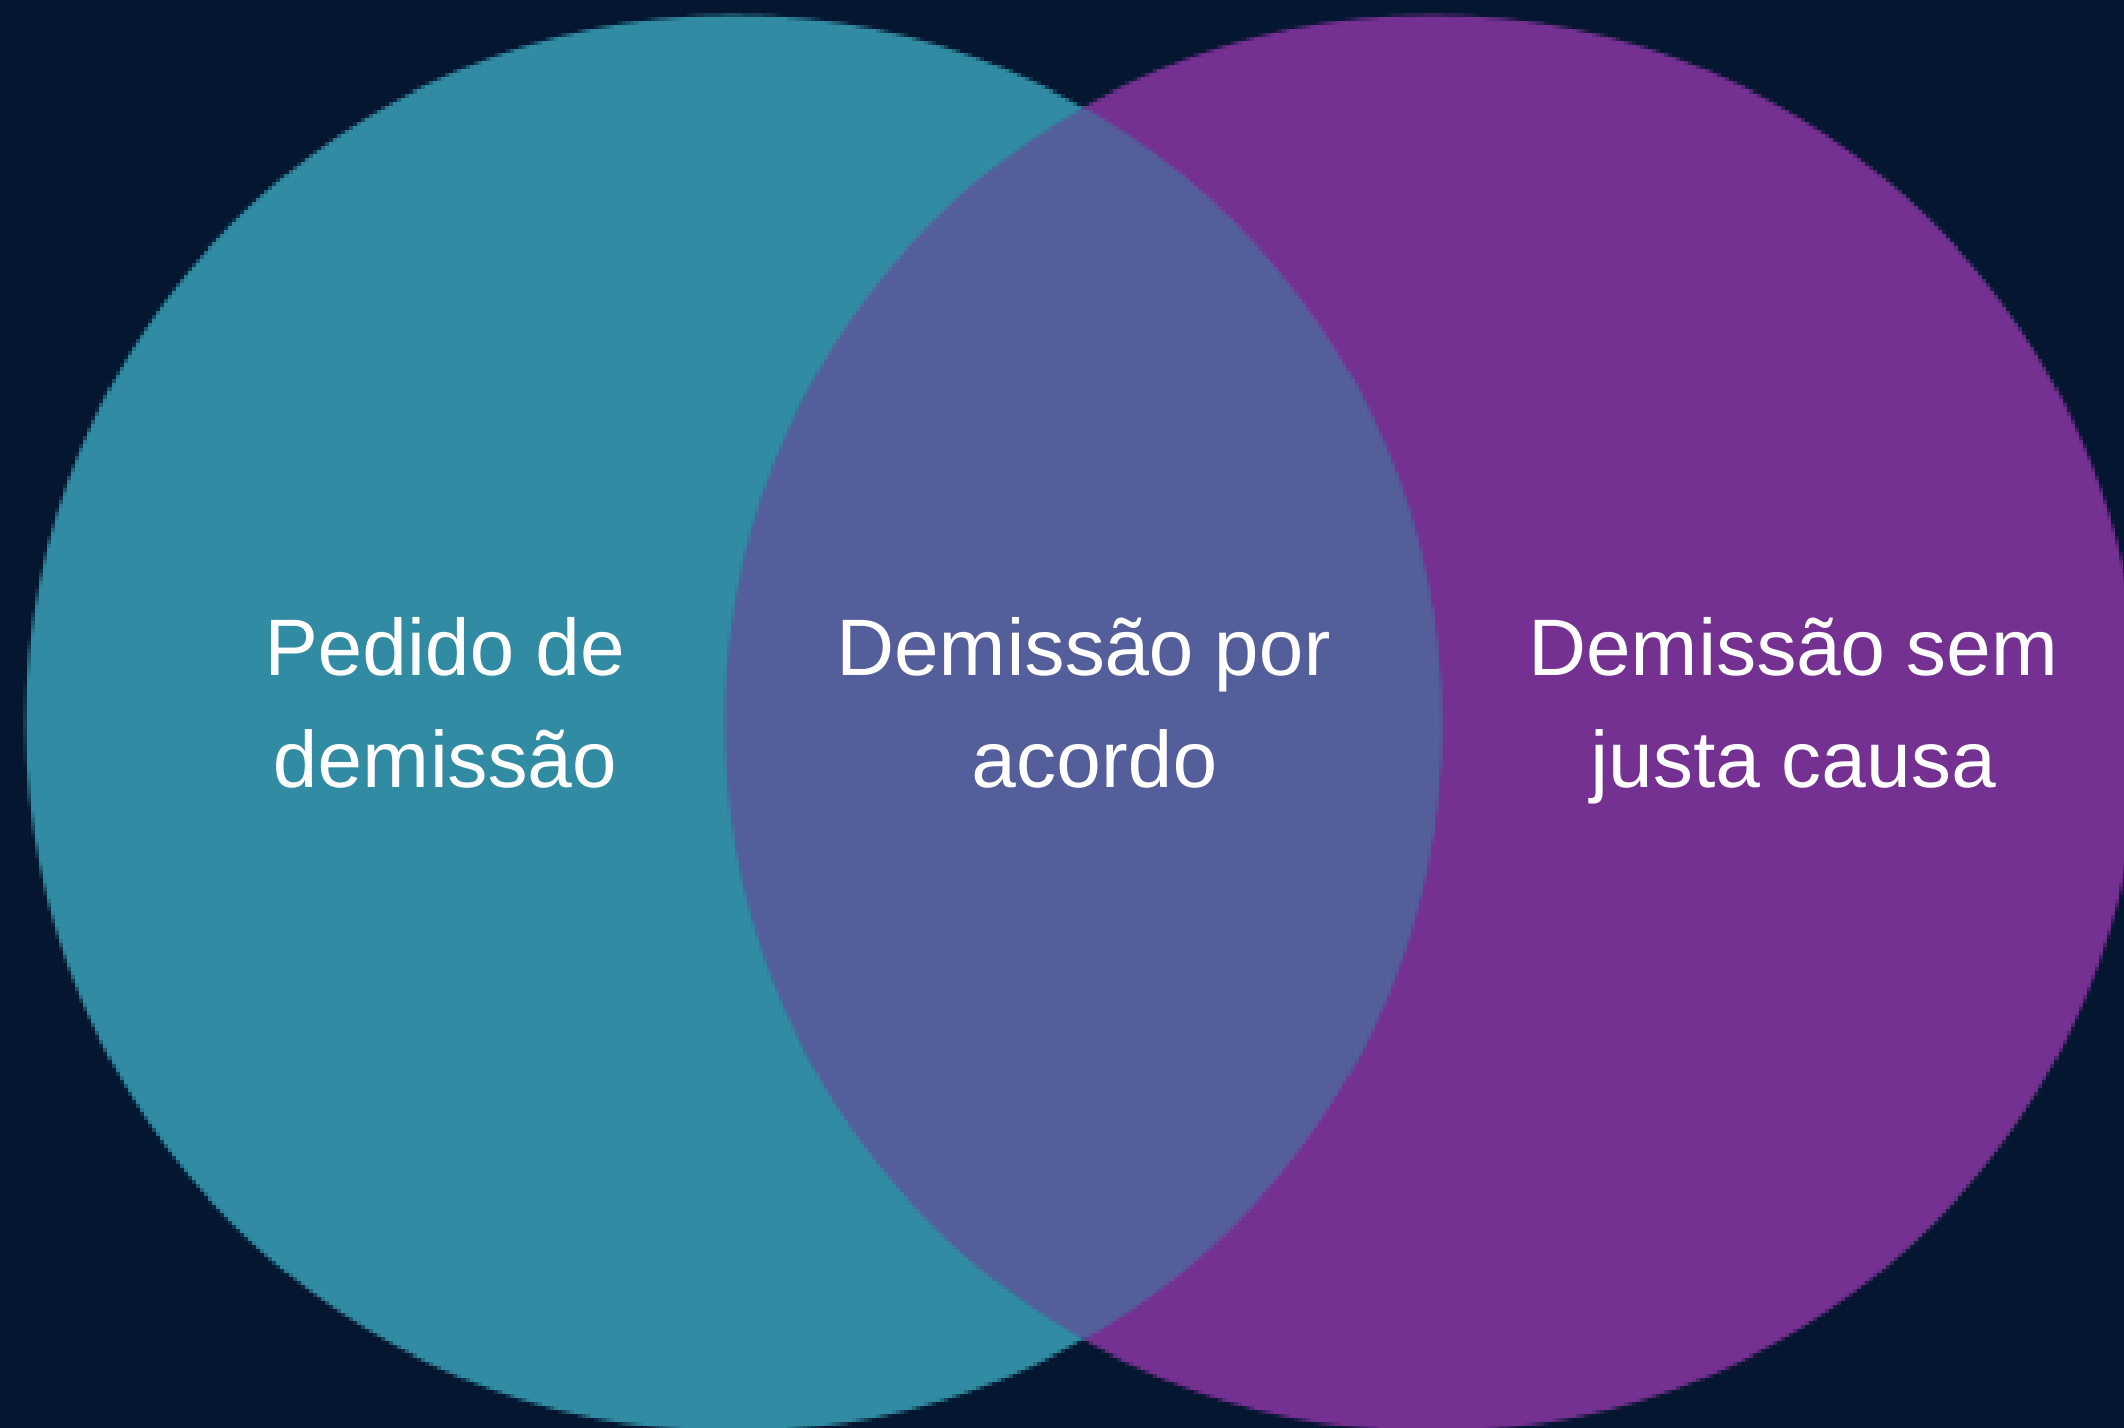 Pedido de
demissão
Demissão por
acordo
Demissão sem
justa causa